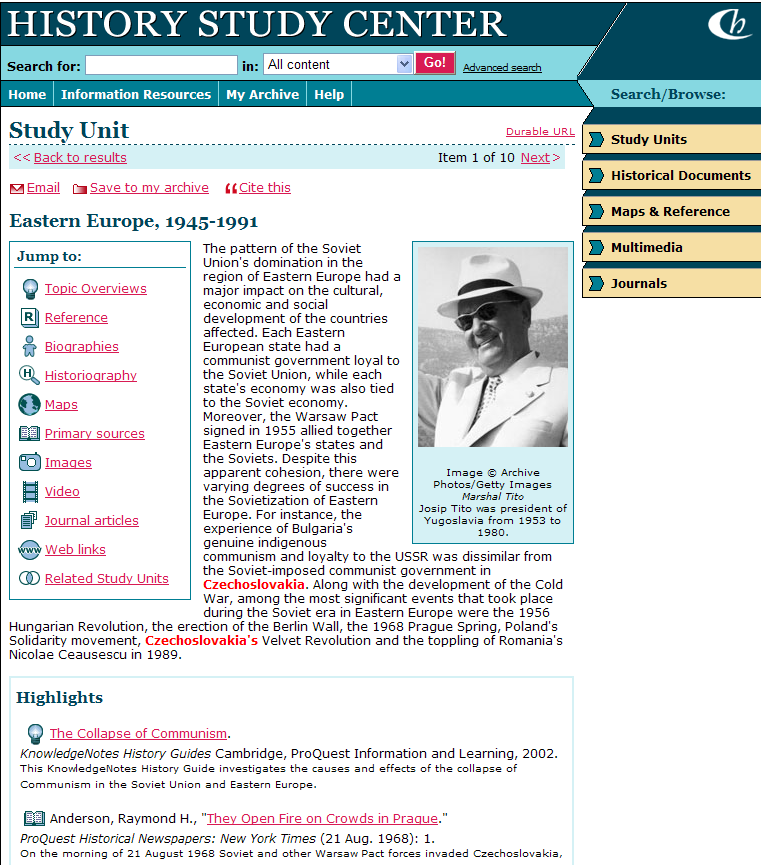 HISTORY STUDY CENTER
Ch
Search for: in: All content Go! Advanced search
Home Information Resources My Archive Help
Search/Browse:
Study Units
Historical Documents
Maps & Reference
Multimedia
Journals
Study Unit
Durable URL
<< Back to results
Item 1 of 10 Next >
Email Save to my archive Cite this
Eastern Europe, 1945-1991
Jump to:
Topic Overviews
R Reference
Biographies
H Historiography
Maps
Primary sources
Images
Video
Journal articles
www Web links
Related Study Units
The pattern of the Soviet
Union's domination in the
region of Eastern Europe had a
major impact on the cultural,
economic and social
development of the countries
affected. Each Eastern
European state had a
communist government loyal to
the Soviet Union, while each
state's economy was also tied
to the Soviet economy.
Moreover, the Warsaw Pact
signed in 1955 allied together
Eastern Europe's states and
the Soviets. Despite this
apparent cohesion, there were
varying degrees of success in
the Sovietization of Eastern
Europe. For instance, the
experience of Bulgaria's
genuine indigenous
communism and loyalty to the USSR was dissimilar from
the Soviet-imposed communist government in
Czechoslovakia. Along with the development of the Cold
War, among the most significant events that took place
during the Soviet era in Eastern Europe were the 1956
Hungarian Revolution, the erection of the Berlin Wall, the 1968 Prague Spring, Poland's
Solidarity movement, Czechoslovakia's Velvet Revolution and the toppling of Romania's
Nicolae Ceausescu in 1989.
Image © Archive
Photos/Getty Images
Marshal Tito
Josip Tito was president of
Yugoslavia from 1953 to
1980.
Highlights
The Collapse of Communism.
KnowledgeNotes History Guides Cambridge, ProQuest Information and Learning, 2002.
This KnowledgeNotes History Guide investigates the causes and effects of the collapse of
Communism in the Soviet Union and Eastern Europe.
Anderson, Raymond H., "They Open Fire on Crowds in Prague."
ProQuest Historical Newspapers: New York Times (21 Aug. 1968): 1.
On the morning of 21 August 1968 Soviet and other Warsaw Pact forces invaded Czechoslovakia,